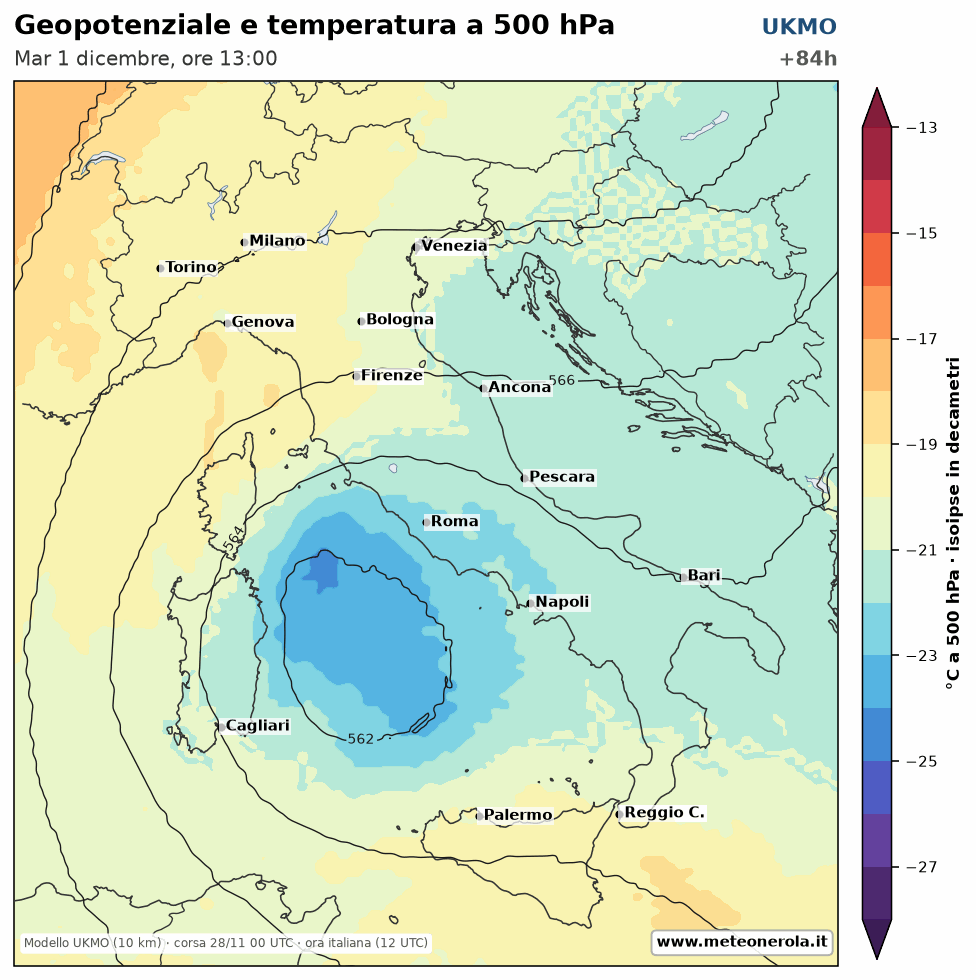 Geopotenziale e temperatura a 500 hPa
UKMO
Mar 1 dicembre, ore 13:00
+84h
Milano
Venezia
Torino
Genova
Bologna
Firenze
566
Ancona
Pescara
Roma
564
Bari
Napoli
Cagliari
562
Palermo
Reggio C.
Modello UKMO (10 km) · corsa 28/11 00 UTC · ora italiana (12 UTC)
www.meteonerola.it
−13
−15
−17
−19
−21
−23
−25
−27
°C a 500 hPa · isoipse in decametri